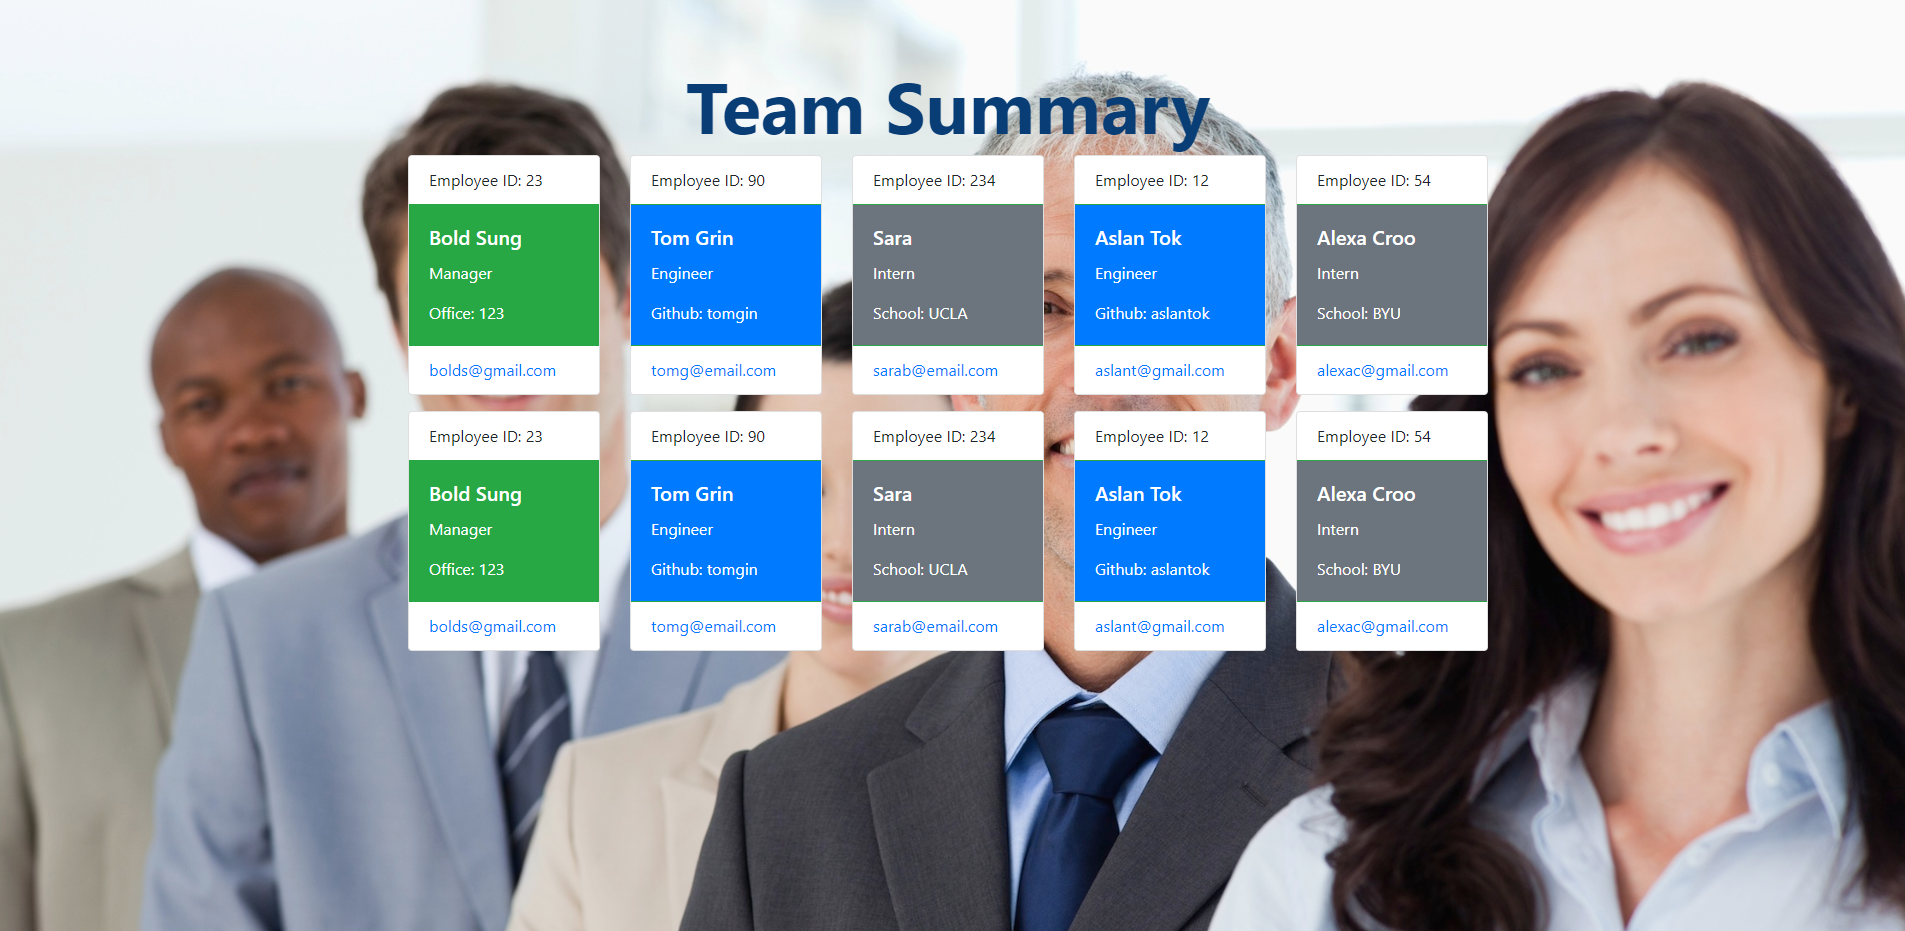 Team Summary
Employee ID: 23
Bold Sung
Manager
Office: 123
bolds@gmail.com
Employee ID: 90
Tom Grin
Engineer
Github: tomgin
tomg@email.com
Employee ID: 234
Sara
Intern
School: UCLA
sarab@email.com
Employee ID: 12
Aslan Tok
Engineer
Github: aslantok
aslant@gmail.com
Employee ID: 54
Alexa Croo
Intern
School: BYU
alexac@gmail.com
Employee ID: 23
Bold Sung
Manager
Office: 123
bolds@gmail.com
Employee ID: 90
Tom Grin
Engineer
Github: tomgin
tomg@email.com
Employee ID: 234
Sara
Intern
School: UCLA
sarab@email.com
Employee ID: 12
Aslan Tok
Engineer
Github: aslantok
aslant@gmail.com
Employee ID: 54
Alexa Croo
Intern
School: BYU
alexac@gmail.com